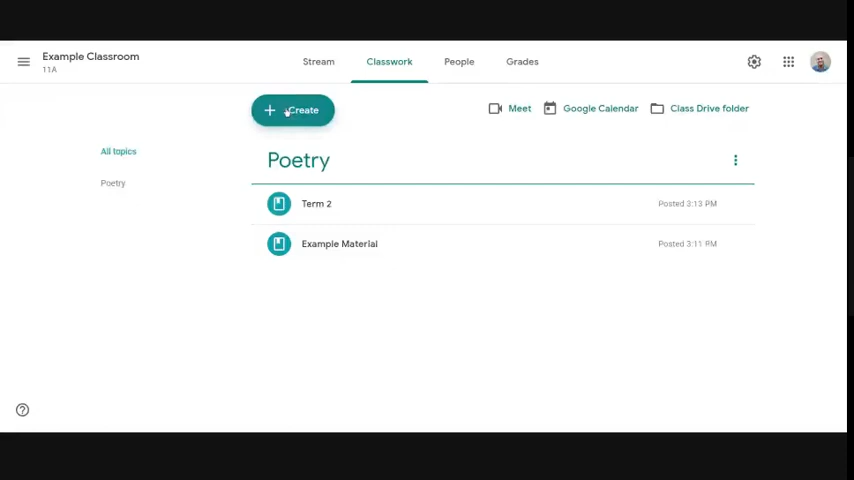 Example Classroom
11A
Stream Classwork People Grades
Create
Meet Google Calendar Class Drive folder
All topics
Poetry
Poetry
Term 2 Posted 3:13 PM
Example Material Posted 3:11 PM